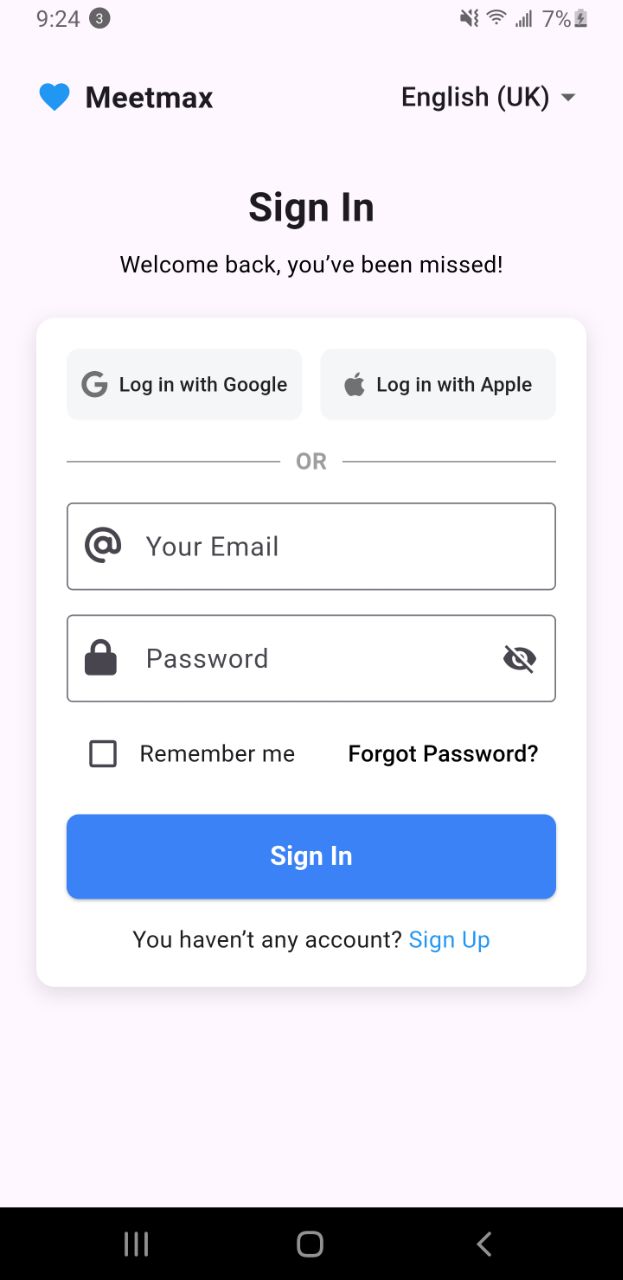 9:24 3 7%
Meetmax English (UK)
Sign In
Welcome back, you’ve been missed!
Log in with Google Log in with Apple
OR
Your Email
Password
Remember me Forgot Password?
Sign In
You haven’t any account? Sign Up